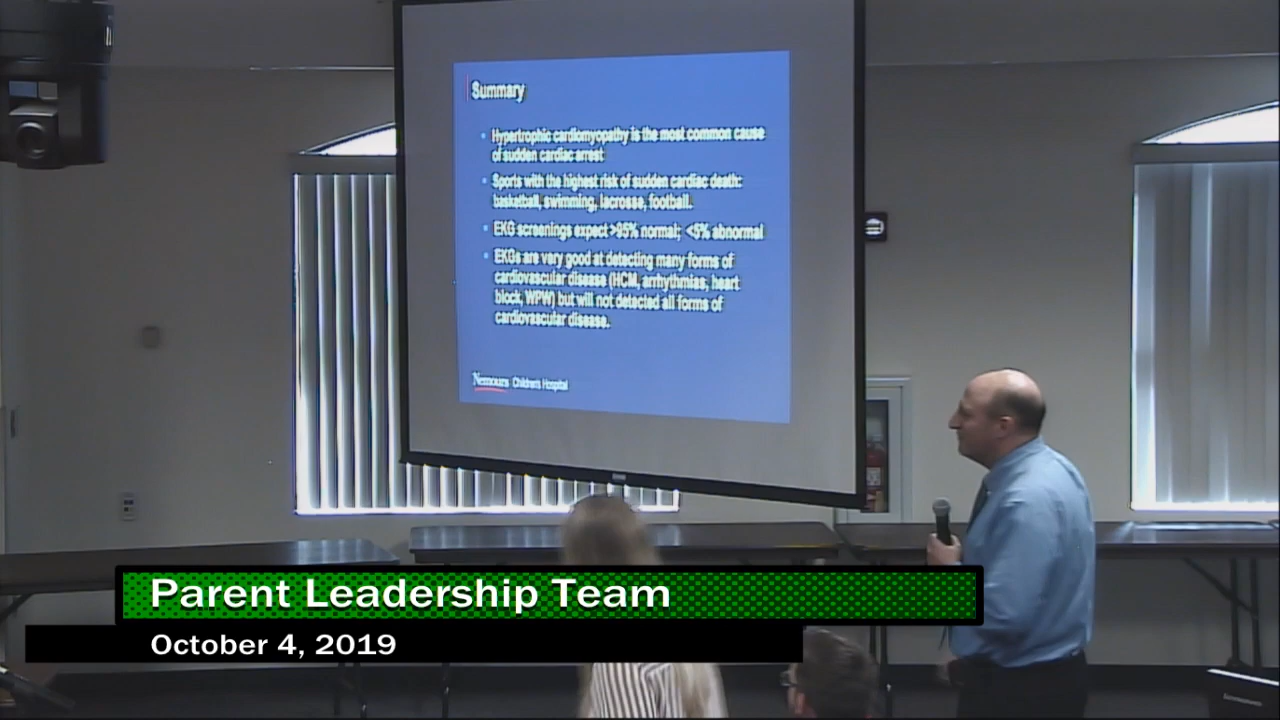 Summary
Hypertrophic cardiomyopathy is the most common cause
of sudden cardiac arrest
Sports with the highest risk of sudden cardiac death:
basketball, swimming, lacrosse, football.
EKG screenings expect >95% normal; <5% abnormal
EKGs are very good at detecting many forms of
cardiovascular disease (HCM, arrhythmias, heart
block, WPW) but will not detected all forms of
cardiovascular disease.
Nemours Children's Hospital
Parent Leadership Team
October 4, 2019